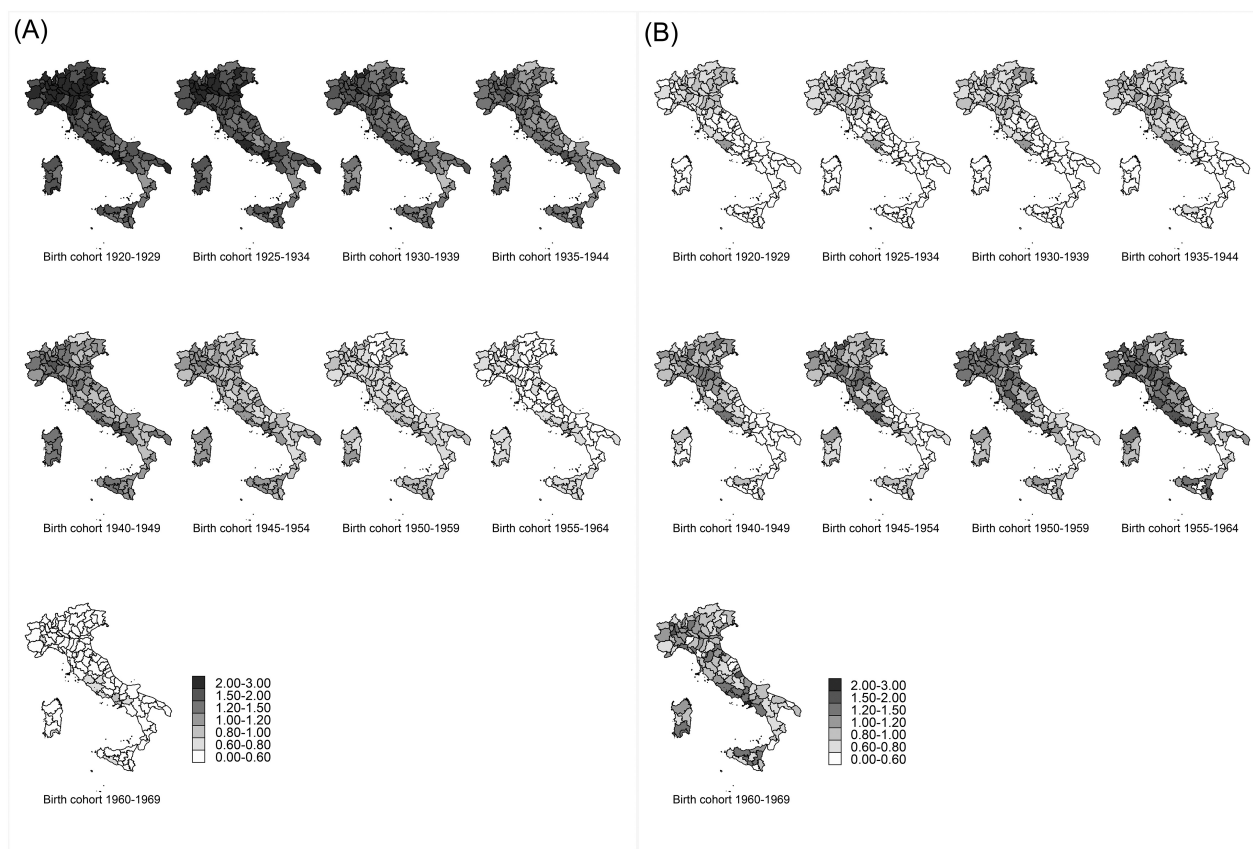 (A)
Birth cohort 1920-1929
Birth cohort 1925-1934
Birth cohort 1930-1939
Birth cohort 1935-1944
Birth cohort 1940-1949
Birth cohort 1945-1954
Birth cohort 1950-1959
Birth cohort 1955-1964
2.00-3.00
1.50-2.00
1.20-1.50
1.00-1.20
0.80-1.00
0.60-0.80
0.00-0.60
Birth cohort 1960-1969
(B)
Birth cohort 1920-1929
Birth cohort 1925-1934
Birth cohort 1930-1939
Birth cohort 1935-1944
Birth cohort 1940-1949
Birth cohort 1945-1954
Birth cohort 1950-1959
Birth cohort 1955-1964
2.00-3.00
1.50-2.00
1.20-1.50
1.00-1.20
0.80-1.00
0.60-0.80
0.00-0.60
Birth cohort 1960-1969